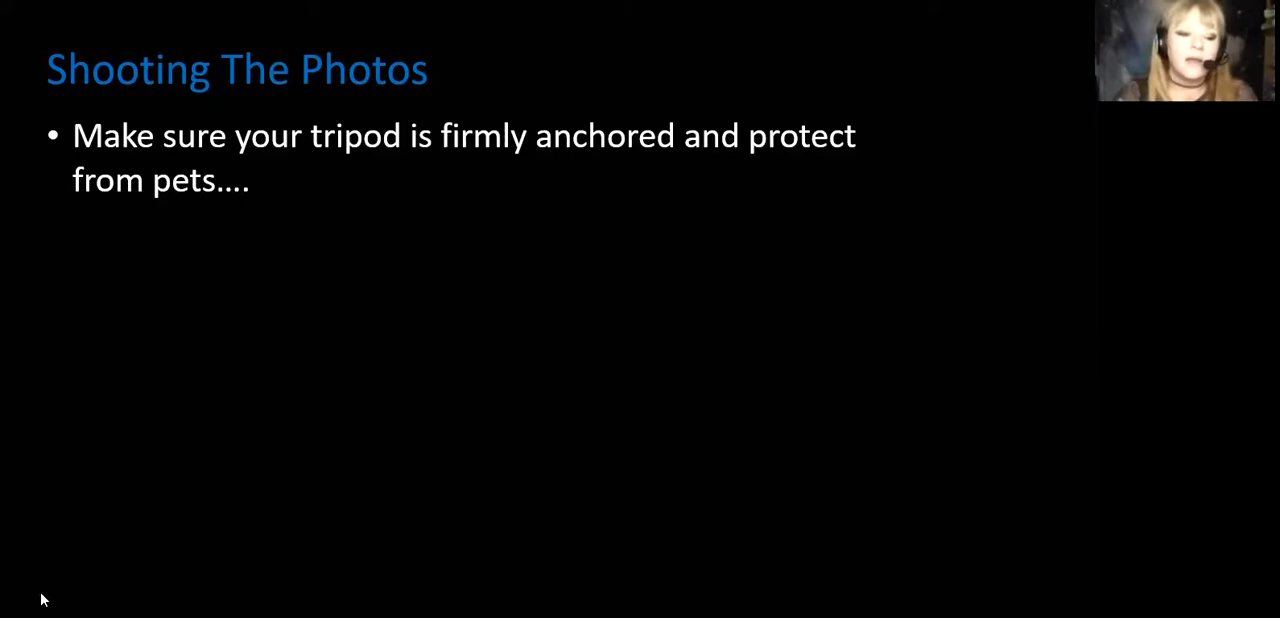 Shooting The Photos
• Make sure your tripod is firmly anchored and protect
from pets....